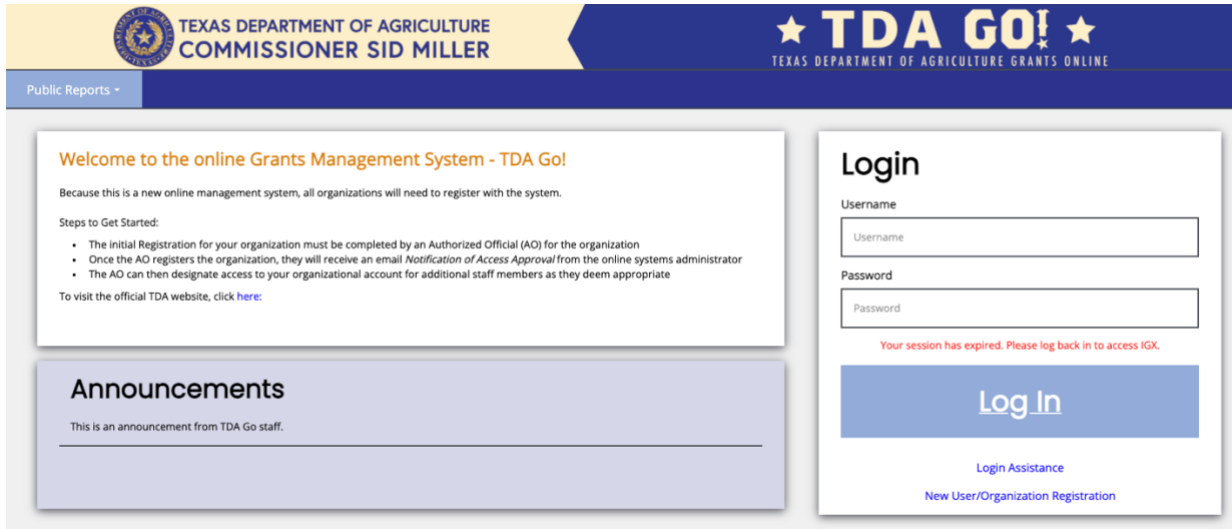 TEXAS DEPARTMENT OF AGRICULTURE
COMMISSIONER SID MILLER
TDA GO!
TEXAS DEPARTMENT OF AGRICULTURE GRANTS ONLINE
Public Reports
Welcome to the online Grants Management System - TDA Go!
Because this is a new online management system, all organizations will need to register with the system.
Steps to Get Started:
• The initial Registration for your organization must be completed by an Authorized Official (AO) for the organization
• Once the AO registers the organization, they will receive an email Notification of Access Approval from the online systems administrator
• The AO can then designate access to your organizational account for additional staff members as they deem appropriate
To visit the official TDA website, click here:
Announcements
This is an announcement from TDA Go staff.
Login
Username
Username
Password
Password
Your session has expired. Please log back in to access IGX.
Log In
Login Assistance
New User/Organization Registration